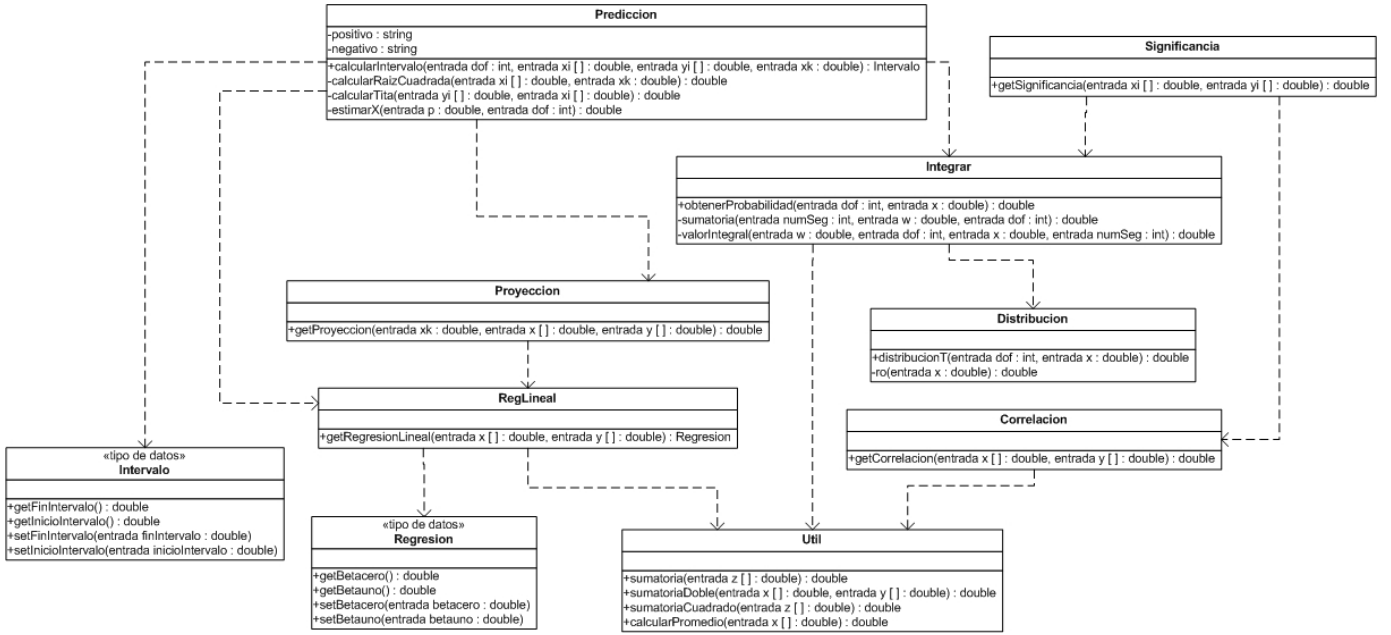 Prediccion
-positivo : string
-negativo : string
+calcularIntervalo(entrada dof : int, entrada xi [ ] : double, entrada yi [ ] : double, entrada xk : double) : Intervalo
-calcularRaizCuadrada(entrada xi [ ] : double, entrada xk : double) : double
-calcularTita(entrada yi [ ] : double, entrada xi [ ] : double) : double
-estimarX(entrada p : double, entrada dof : int) : double
Significancia
+getSignificancia(entrada xi [ ] : double, entrada yi [ ] : double) : double
Integrar
+obtenerProbabilidad(entrada dof : int, entrada x : double) : double
-sumatoria(entrada numSeg : int, entrada w : double, entrada dof : int) : double
-valorIntegral(entrada w : double, entrada dof : int, entrada x : double, entrada numSeg : int) : double
Proyeccion
+getProyeccion(entrada xk : double, entrada x [ ] : double, entrada y [ ] : double) : double
Distribucion
+distribucionT(entrada dof : int, entrada x : double) : double
-ro(entrada x : double) : double
RegLineal
+getRegresionLineal(entrada x [ ] : double, entrada y [ ] : double) : Regresion
Correlacion
+getCorrelacion(entrada x [ ] : double, entrada y [ ] : double) : double
«tipo de datos»
Intervalo
+getFinIntervalo() : double
+getInicioIntervalo() : double
+setFinIntervalo(entrada finIntervalo : double)
+setInicioIntervalo(entrada inicioIntervalo : double)
«tipo de datos»
Regresion
+getBetacero() : double
+getBetauno() : double
+setBetacero(entrada betacero : double)
+setBetauno(entrada betauno : double)
Util
+sumatoria(entrada z [ ] : double) : double
+sumatoriaDoble(entrada x [ ] : double, entrada y [ ] : double) : double
+sumatoriaCuadrado(entrada z [ ] : double) : double
+calcularPromedio(entrada x [ ] : double) : double